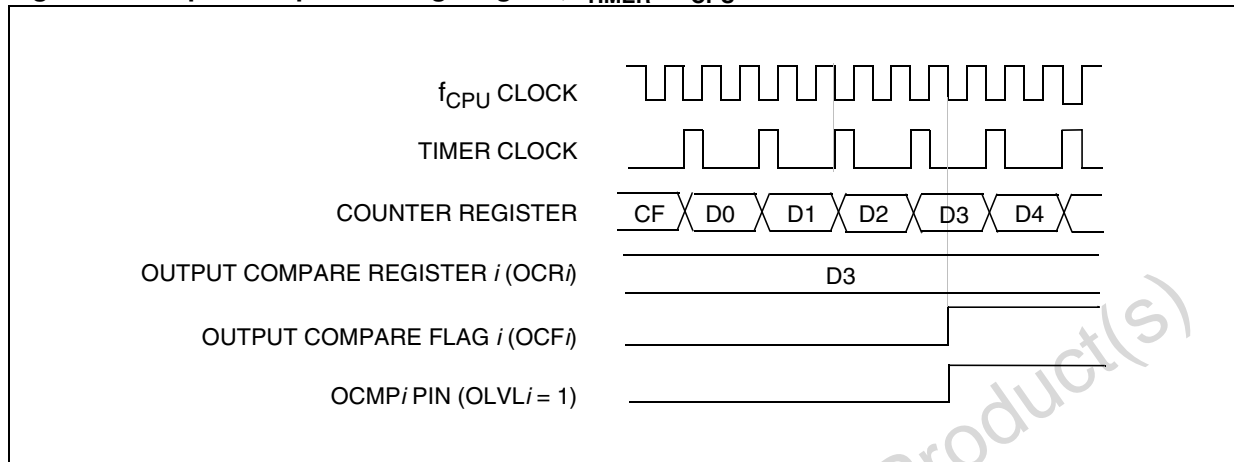 fCPU CLOCK
TIMER CLOCK
COUNTER REGISTER CF D0 D1 D2 D3 D4
OUTPUT COMPARE REGISTER i (OCRi) D3
OUTPUT COMPARE FLAG i (OCFi)
OCMPi PIN (OLVLi = 1)
Product(s)